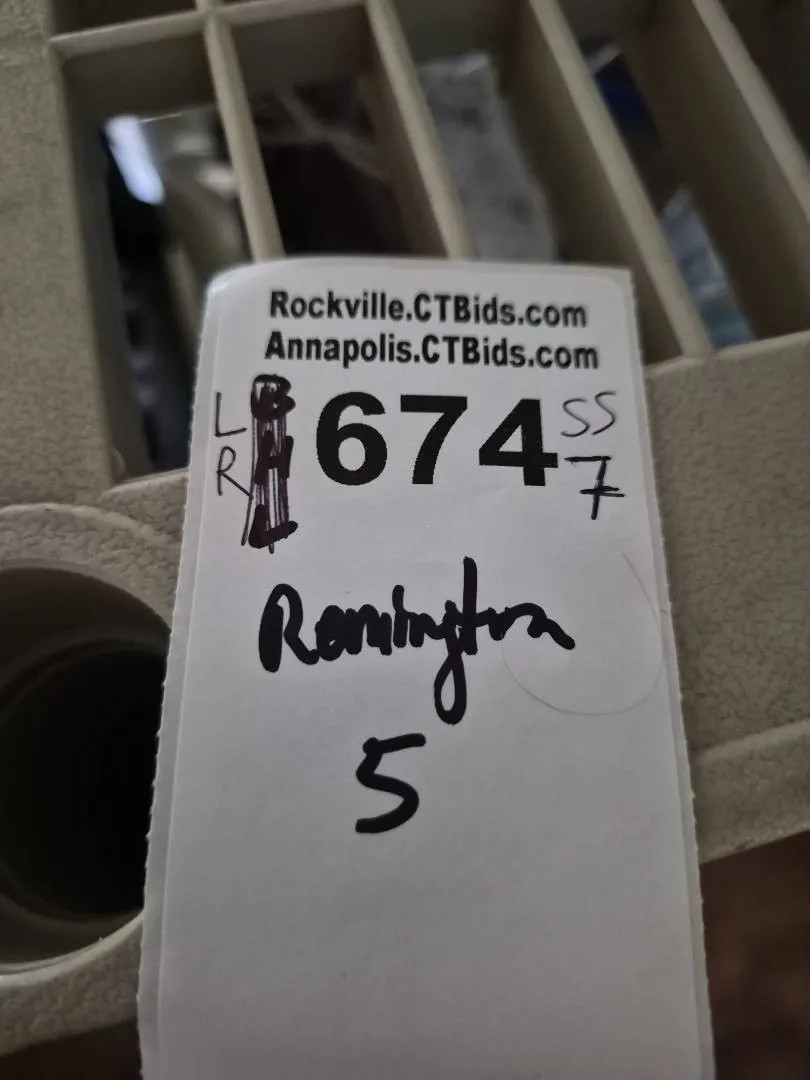 Rockville.CTBids.com
Annapolis.CTBids.com
L B 674 SS
R H 7
L
Remington
5